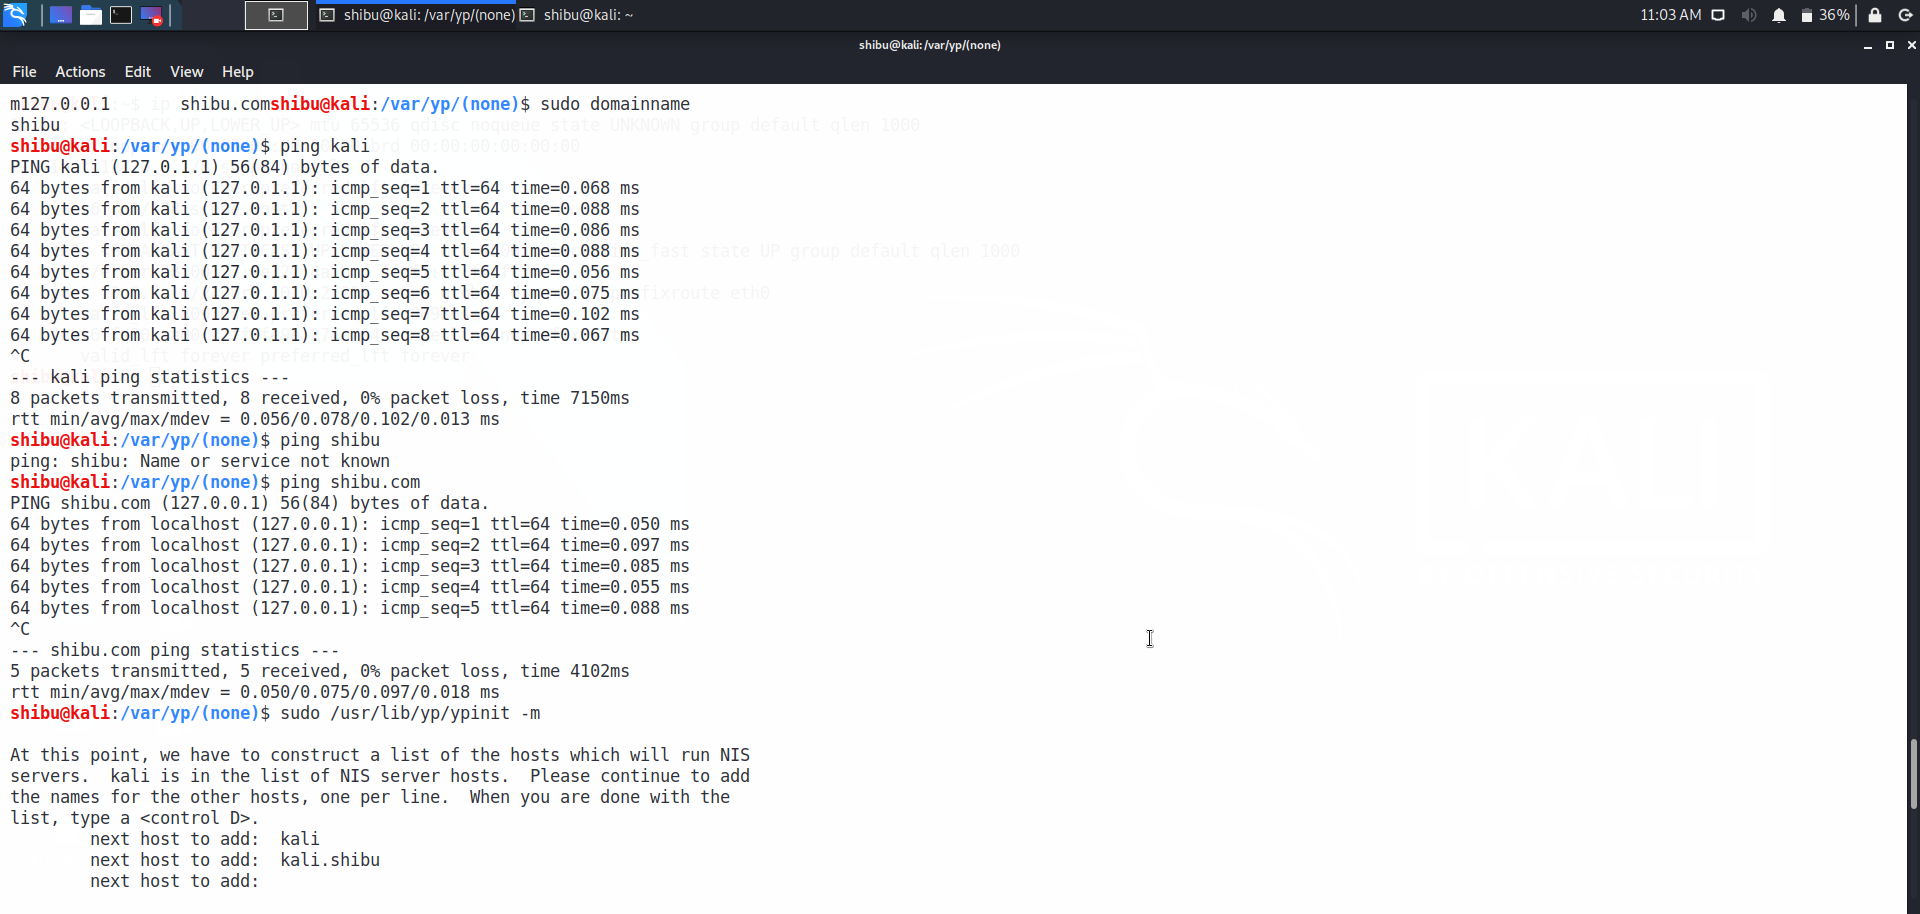 shibu@kali: /var/yp/(none)
shibu@kali: ~
11:03 AM
36%
shibu@kali: /var/yp/(none)
File Actions Edit View Help
m127.0.0.1       shibu.comshibu@kali:/var/yp/(none)$ sudo domainname
shibu
shibu@kali:/var/yp/(none)$ ping kali
PING kali (127.0.1.1) 56(84) bytes of data.
64 bytes from kali (127.0.1.1): icmp_seq=1 ttl=64 time=0.068 ms
64 bytes from kali (127.0.1.1): icmp_seq=2 ttl=64 time=0.088 ms
64 bytes from kali (127.0.1.1): icmp_seq=3 ttl=64 time=0.086 ms
64 bytes from kali (127.0.1.1): icmp_seq=4 ttl=64 time=0.088 ms
64 bytes from kali (127.0.1.1): icmp_seq=5 ttl=64 time=0.056 ms
64 bytes from kali (127.0.1.1): icmp_seq=6 ttl=64 time=0.075 ms
64 bytes from kali (127.0.1.1): icmp_seq=7 ttl=64 time=0.102 ms
64 bytes from kali (127.0.1.1): icmp_seq=8 ttl=64 time=0.067 ms
^C
--- kali ping statistics ---
8 packets transmitted, 8 received, 0% packet loss, time 7150ms
rtt min/avg/max/mdev = 0.056/0.078/0.102/0.013 ms
shibu@kali:/var/yp/(none)$ ping shibu
ping: shibu: Name or service not known
shibu@kali:/var/yp/(none)$ ping shibu.com
PING shibu.com (127.0.0.1) 56(84) bytes of data.
64 bytes from localhost (127.0.0.1): icmp_seq=1 ttl=64 time=0.050 ms
64 bytes from localhost (127.0.0.1): icmp_seq=2 ttl=64 time=0.097 ms
64 bytes from localhost (127.0.0.1): icmp_seq=3 ttl=64 time=0.085 ms
64 bytes from localhost (127.0.0.1): icmp_seq=4 ttl=64 time=0.055 ms
64 bytes from localhost (127.0.0.1): icmp_seq=5 ttl=64 time=0.088 ms
^C
--- shibu.com ping statistics ---
5 packets transmitted, 5 received, 0% packet loss, time 4102ms
rtt min/avg/max/mdev = 0.050/0.075/0.097/0.018 ms
shibu@kali:/var/yp/(none)$ sudo /usr/lib/yp/ypinit -m
At this point, we have to construct a list of the hosts which will run NIS
servers.  kali is in the list of NIS server hosts.  Please continue to add
the names for the other hosts, one per line.  When you are done with the
list, type a <control D>.
next host to add:  kali
next host to add:  kali.shibu
next host to add: